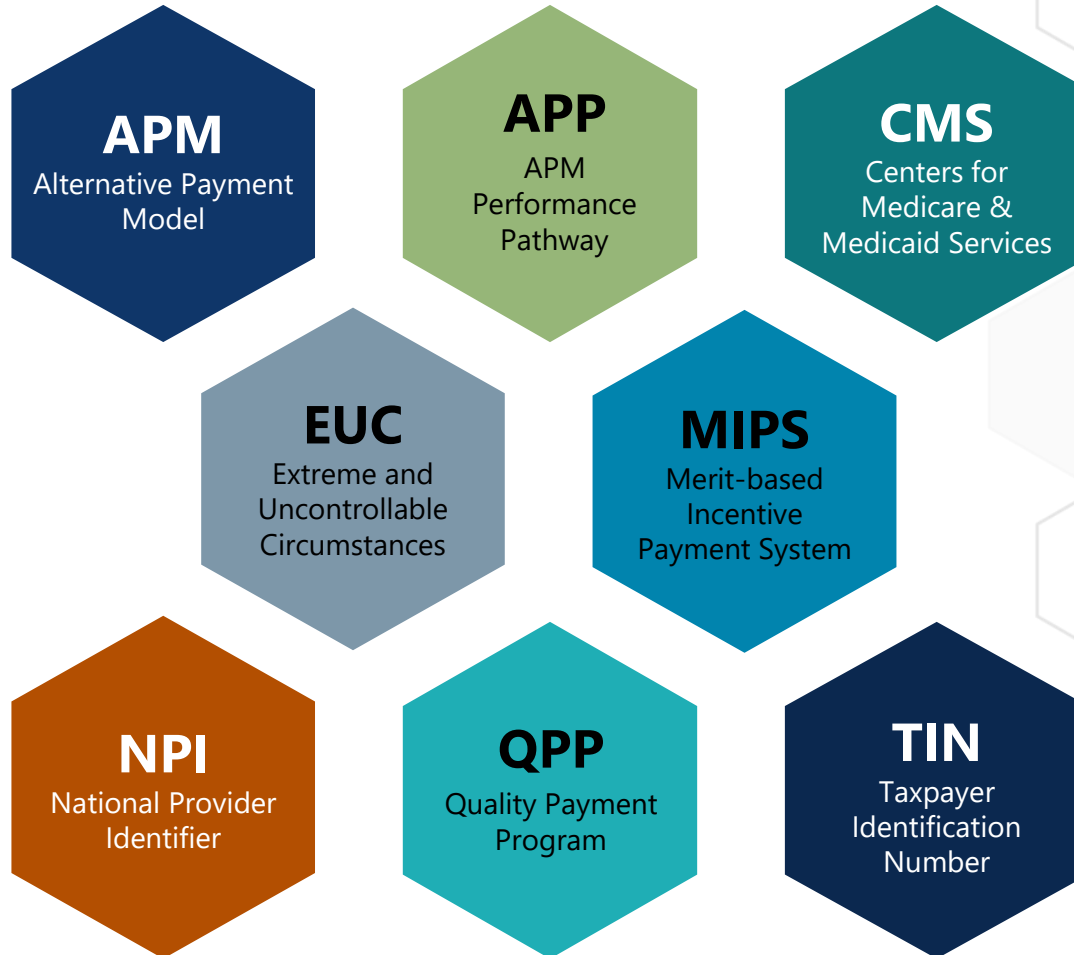 APM
Alternative Payment
Model
APP
APM
Performance
Pathway
CMS
Centers for
Medicare &
Medicaid Services
EUC
Extreme and
Uncontrollable
Circumstances
MIPS
Merit-based
Incentive
Payment System
NPI
National Provider
Identifier
QPP
Quality Payment
Program
TIN
Taxpayer
Identification
Number